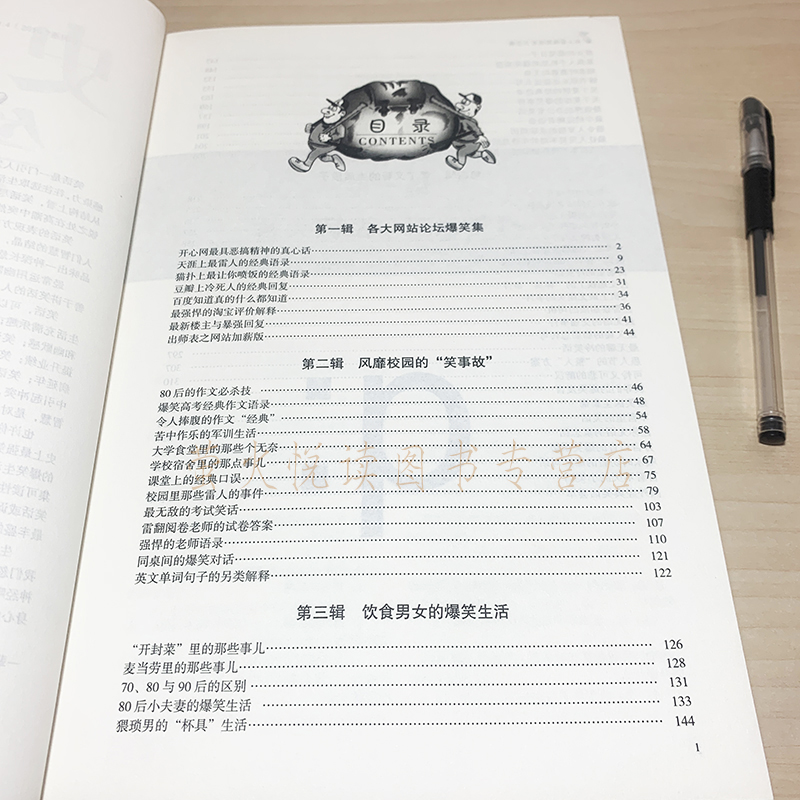 目录
CONTENTS
第一辑 各大网站论坛爆笑集
开心网最具恶搞精神的真心话……2
天涯上最雷人的经典语录……9
猫扑上最让你喷饭的经典语录……23
豆瓣上冷死人的经典回复……31
百度知道真的什么都知道……34
最强悍的淘宝评价解释……36
最新楼主与暴强回复……41
出师表之网站加薪版……44
第二辑 风靡校园的“笑事故”
80后的作文必杀技……46
爆笑高考经典作文语录……48
令人捧腹的作文“经典”……54
苦中作乐的军训生活……58
大学食堂里的那些个无奈……64
学校宿舍里的那点事儿……67
课堂上的经典口误……75
校园里那些雷人的事件……79
最无敌的考试笑话……103
雷翻阅卷老师的试卷答案……107
强悍的老师语录……110
同桌间的爆笑对话……121
英文单词句子的另类解释……122
第三辑 饮食男女的爆笑生活
“开封菜”里的那些事儿……126
麦当劳里的那些事儿……128
70、80与90后的区别……131
80后小夫妻的爆笑生活……133
猥琐男的“杯具”生活……144
1
大悦读图书专营店